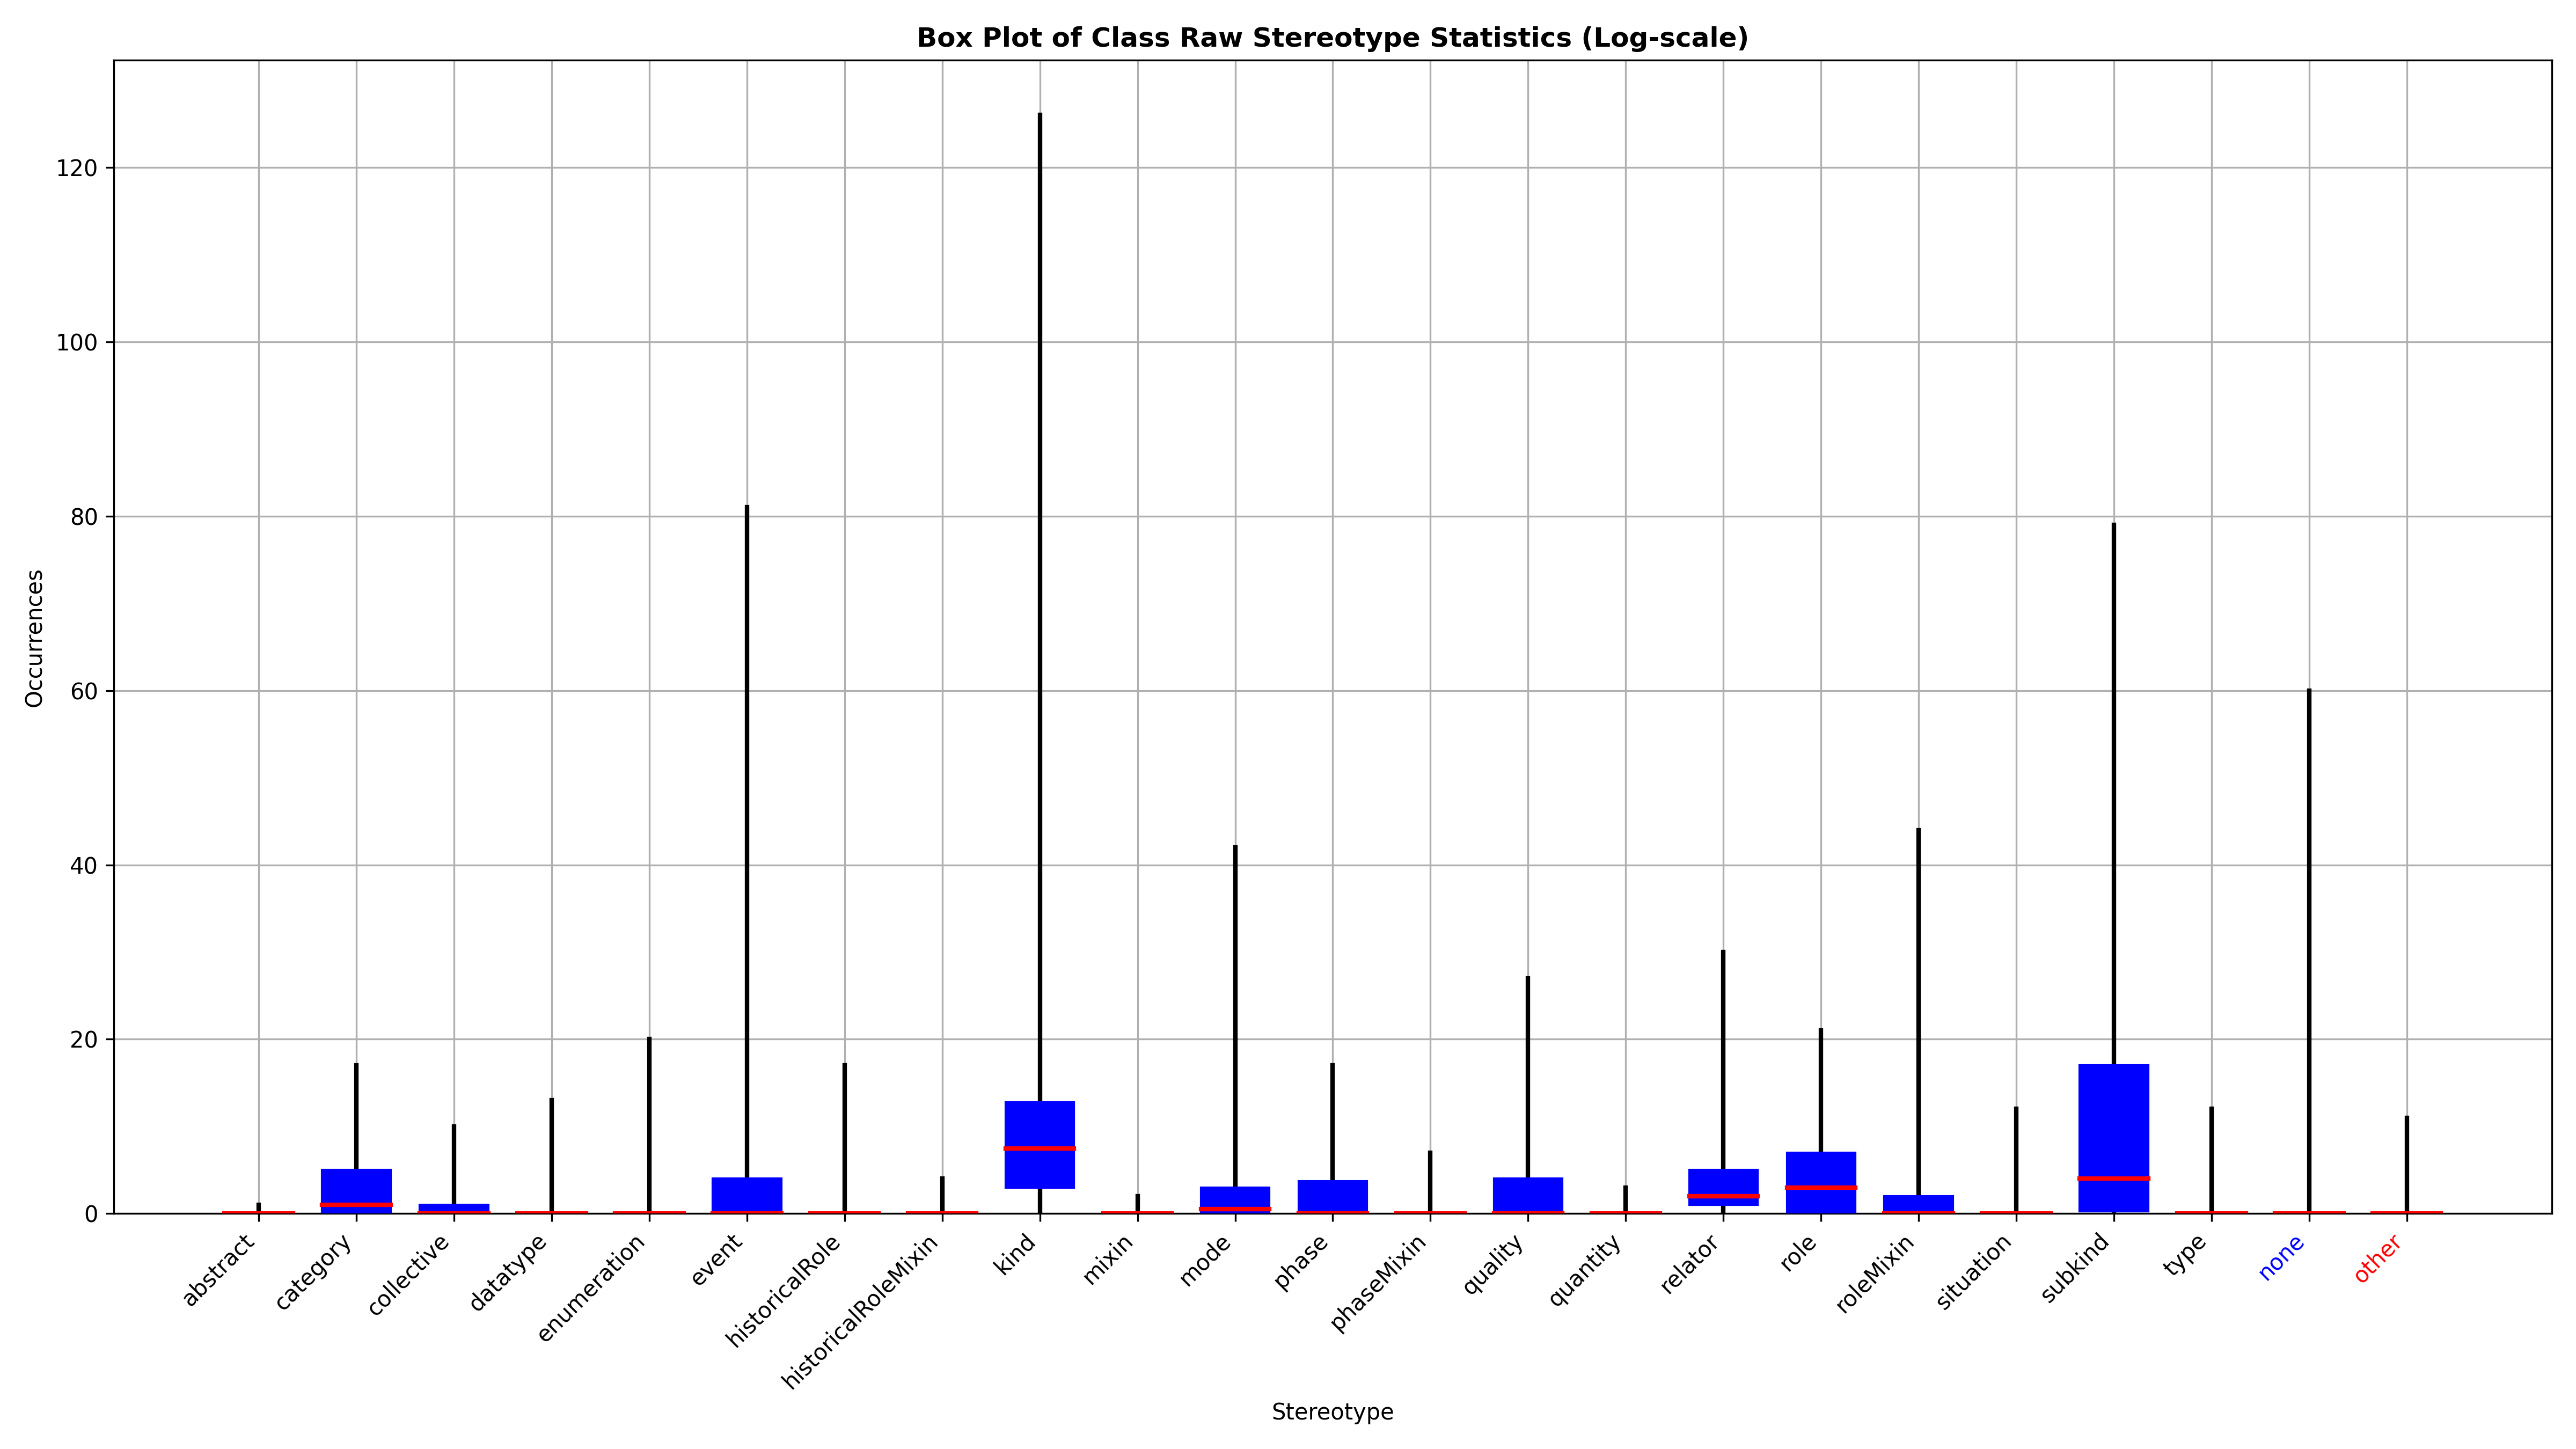 Box Plot of Class Raw Stereotype Statistics (Log-scale)
Occurrences
120
100
80
60
40
20
0
abstract
category
collective
datatype
enumeration
event
historicalRole
historicalRoleMixin
kind
mixin
mode
phase
phaseMixin
quality
quantity
relator
role
roleMixin
situation
subkind
type
none
other
Stereotype